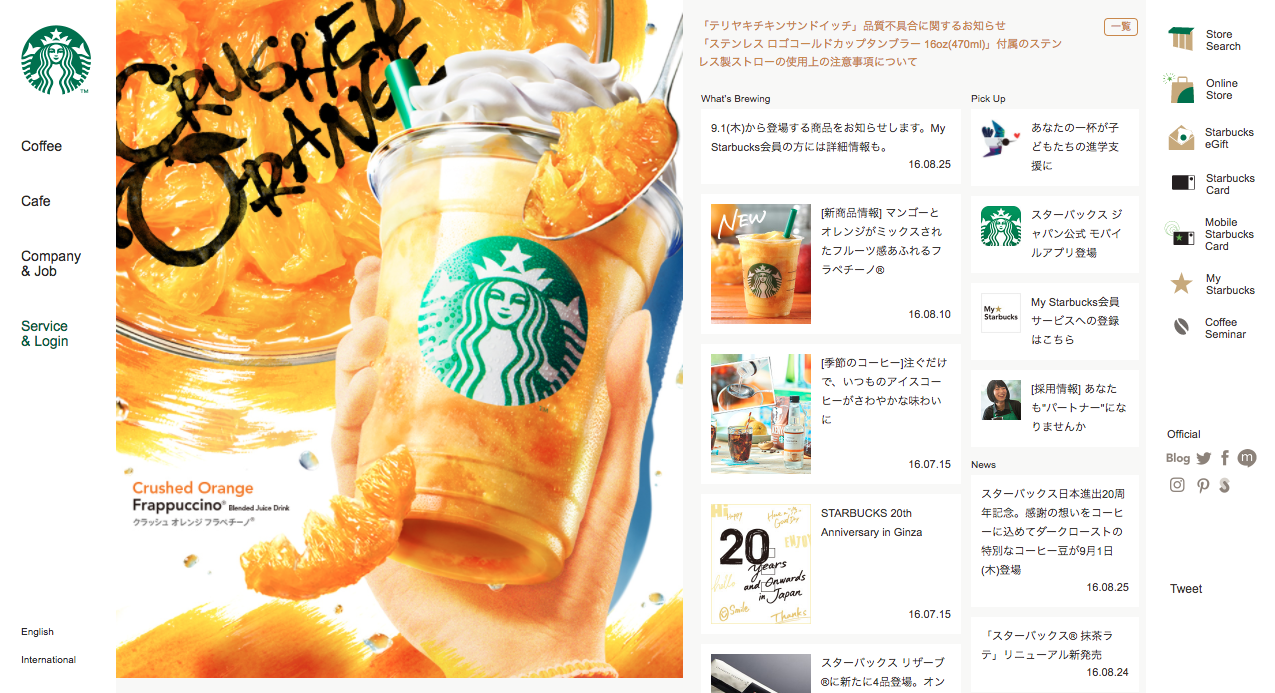 TM
Coffee
Cafe
Company
& Job
Service
& Login
English
International
CRUSHED
ORANGE
Crushed Orange
Frappuccino® Blended Juice Drink
クラッシュ オレンジ フラペチーノ®
「テリヤキチキンサンドイッチ」品質不具合に関するお知らせ
「ステンレス ロゴコールドカップタンブラー 16oz(470ml)」付属のステン
レス製ストローの使用上の注意事項について
一覧
What's Brewing
9.1(木)から登場する商品をお知らせします。My
Starbucks会員の方には詳細情報も。
16.08.25
NEW
[新商品情報] マンゴーと
オレンジがミックスされ
たフルーツ感あふれるフ
ラペチーノ®
16.08.10
[季節のコーヒー]注ぐだけ
で、いつものアイスコー
ヒーがさわやかな味わい
に
16.07.15
Hi
happy
Have a
Good Day
ENJOY
20
years
and Onwards
in Japan
hello
Smile
Thanks
STARBUCKS 20th
Anniversary in Ginza
16.07.15
スターバックス リザーブ
®に新たに4品登場。オン
Pick Up
あなたの一杯が子
どもたちの進学支
援に
スターバックス ジ
ャパン公式 モバイ
ルアプリ登場
My★
Starbucks
My Starbucks会員
サービスへの登録
はこちら
[採用情報] あなた
も"パートナー"にな
りませんか
News
スターバックス日本進出20周
年記念。感謝の想いをコーヒ
ーに込めてダークローストの
特別なコーヒー豆が9月1日
(木)登場
16.08.25
「スターバックス® 抹茶ラ
テ」リニューアル新発売
16.08.24
Store
Search
Online
Store
Starbucks
eGift
Starbucks
Card
Mobile
Starbucks
Card
My
Starbucks
Coffee
Seminar
Official
Blog
m
Tweet